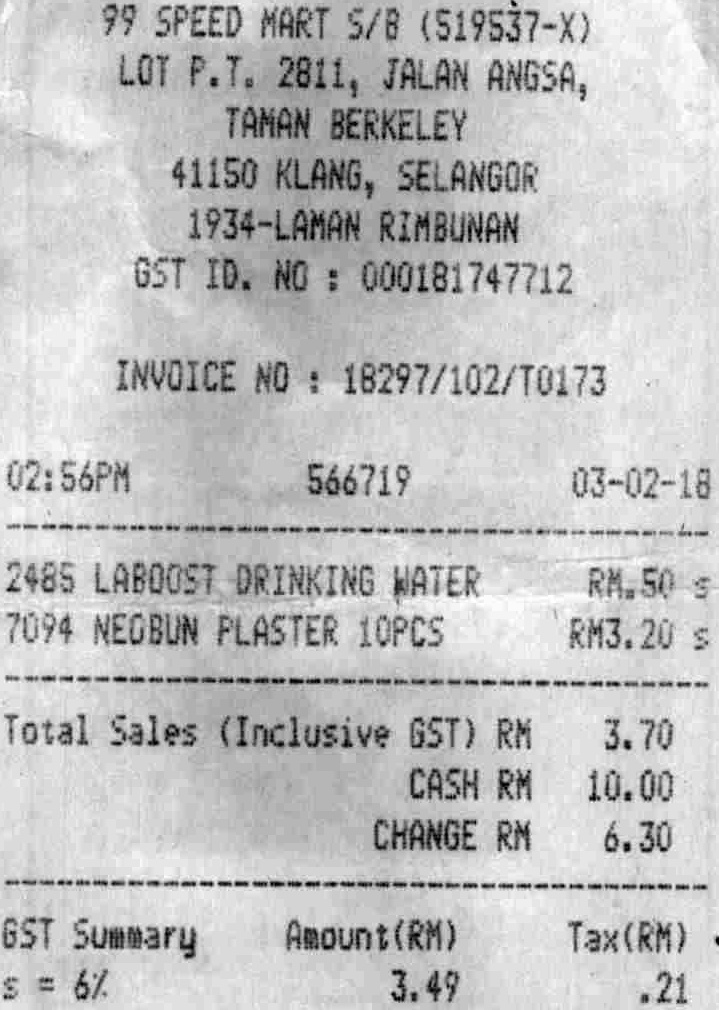 99 SPEED MART S/B (519537-X)
LOT P.T. 2811, JALAN ANGSA,
TAMAN BERKELEY
41150 KLANG, SELANGOR
1934-LAMAN RIMBUNAN
GST ID. NO : 000181747712
INVOICE NO : 18297/102/T0173
02:56PM 566719 03-02-18
2485 LABOOST DRINKING WATER RM.50 s
7094 NEOBUN PLASTER 10PCS RM3.20 s
Total Sales (Inclusive GST) RM 3.70
CASH RM 10.00
CHANGE RM 6.30
GST Summary Amount(RM) Tax(RM)
s = 6% 3.49 .21